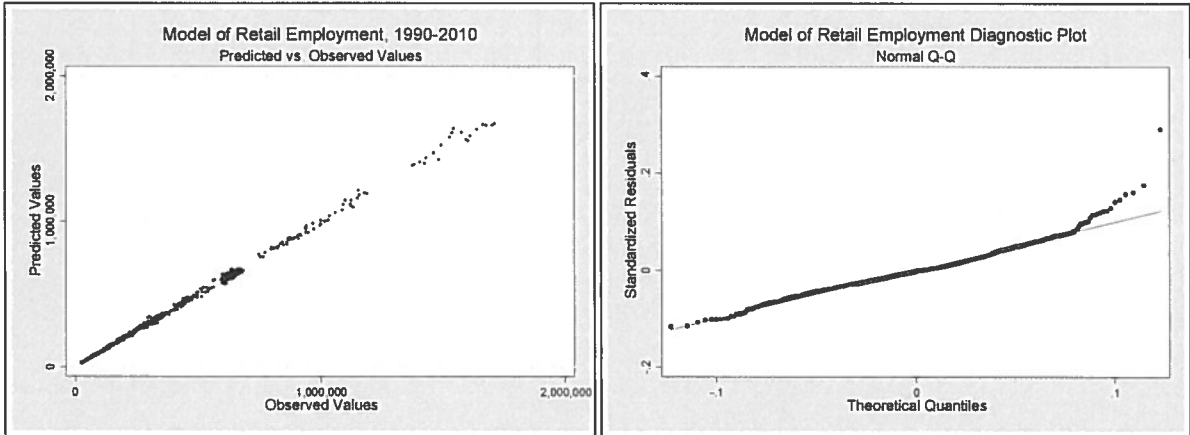 Model of Retail Employment, 1990-2010
Predicted vs. Observed Values
Predicted Values
2,000,000
1,000,000
0
0
1,000,000
2,000,000
Observed Values
Model of Retail Employment Diagnostic Plot
Normal Q-Q
Standardized Residuals
.4
.2
0
-.2
-.1
0
.1
Theoretical Quantiles